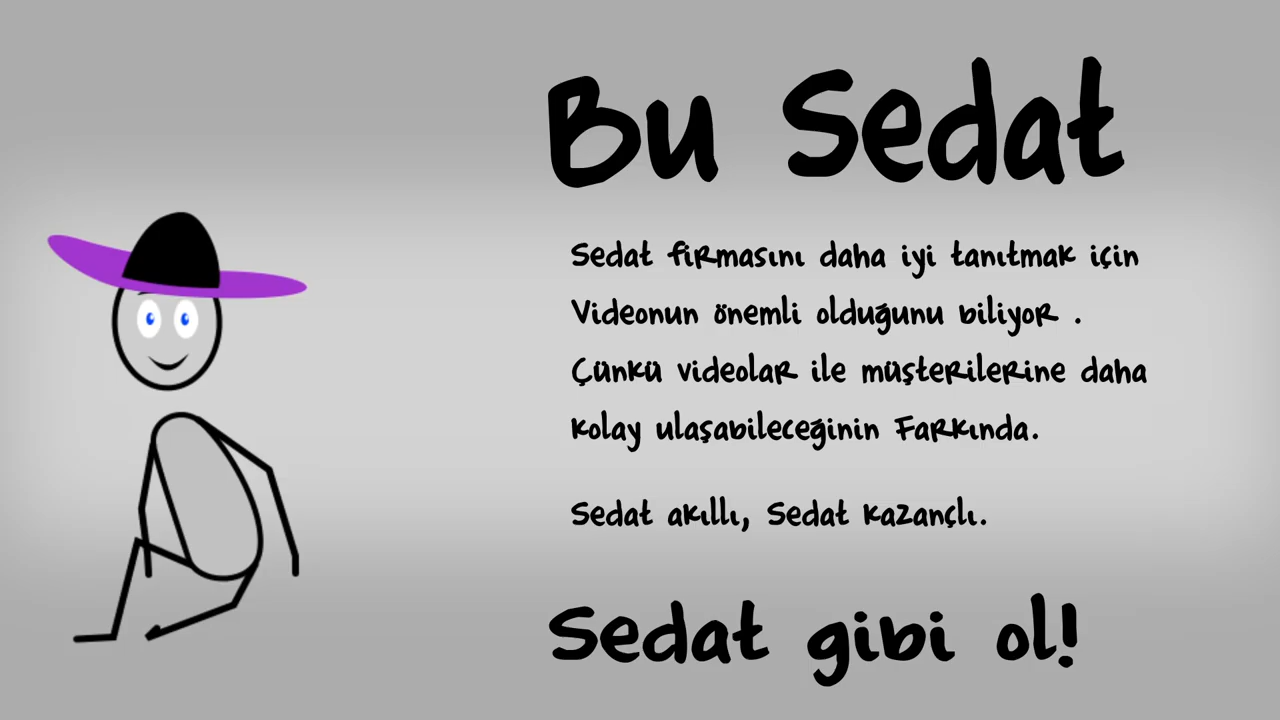 Bu Sedat
Sedat firmasını daha iyi tanıtmak için
Videonun önemli olduğunu biliyor .
Çünkü videolar ile müşterilerine daha
kolay ulaşabileceğinin Farkında.
Sedat akıllı, Sedat kazançlı.
Sedat gibi ol!